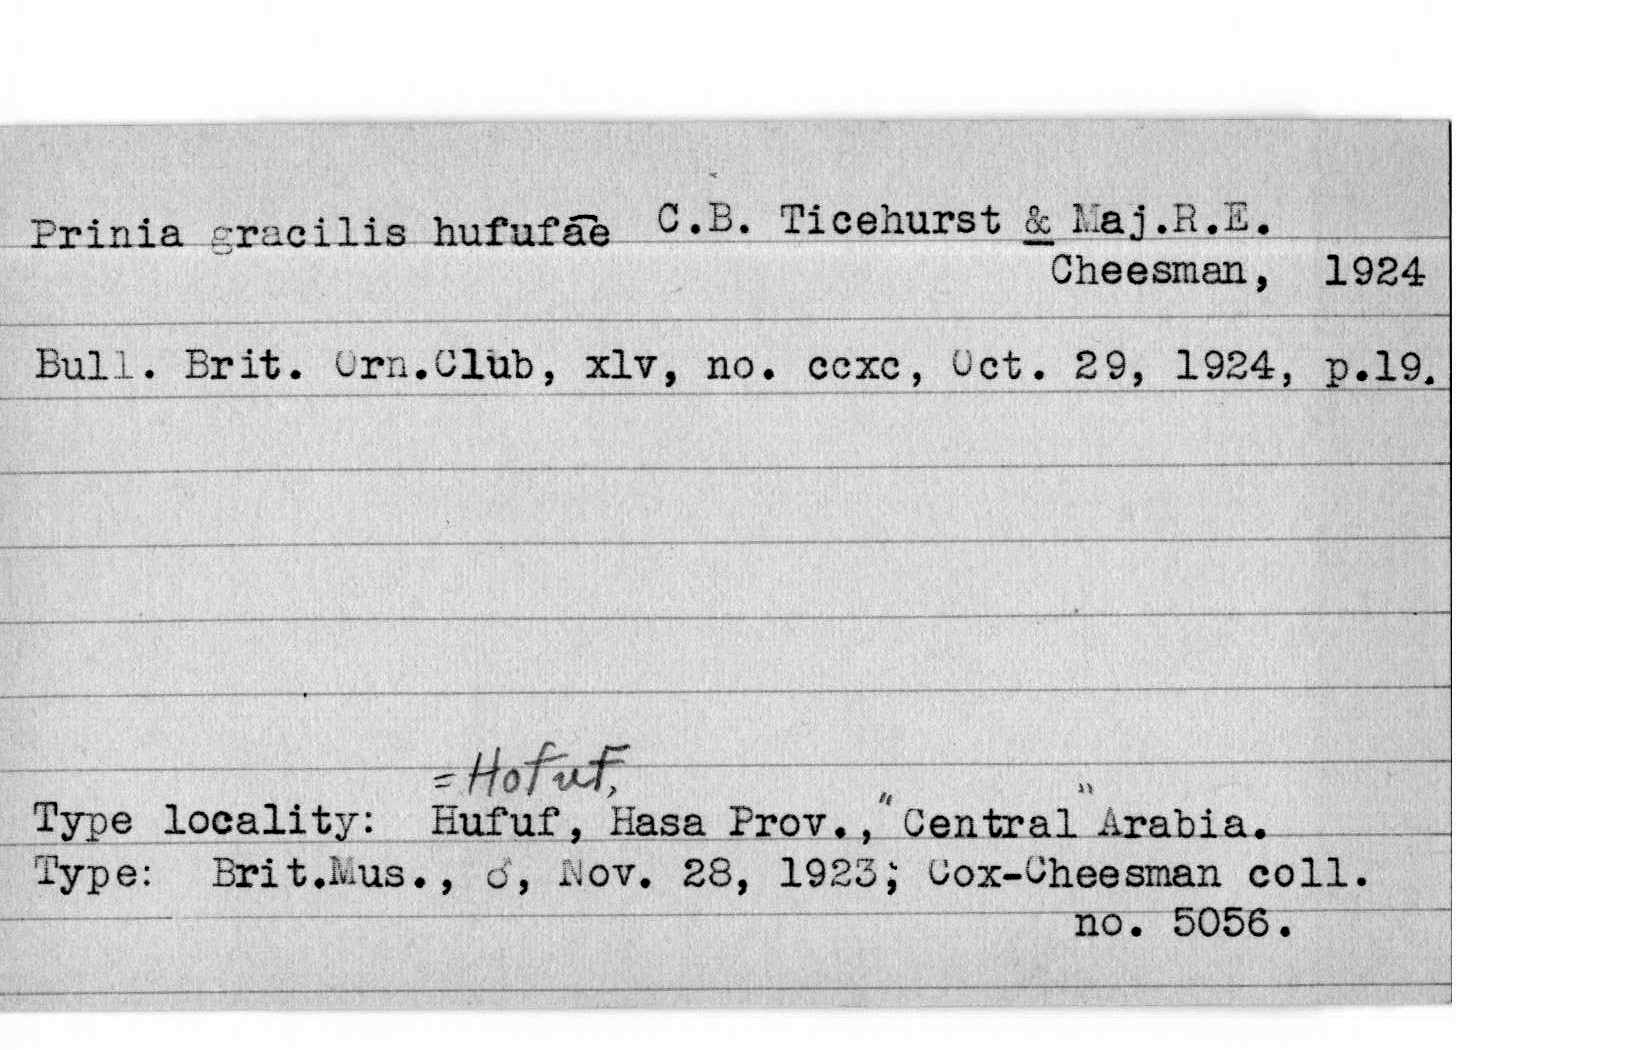 Prinia gracilis hufufae C.B. Ticehurst & Maj.R.E.
Cheesman, 1924
Bull. Brit. Orn.Club, xlv, no. ccxc, Oct. 29, 1924, p.19.
=Hofuf,
Type locality: Hufuf, Hasa Prov., "Central" Arabia.
Type: Brit.Mus., ♂, Nov. 28, 1923; Cox-Cheesman coll.
no. 5056.